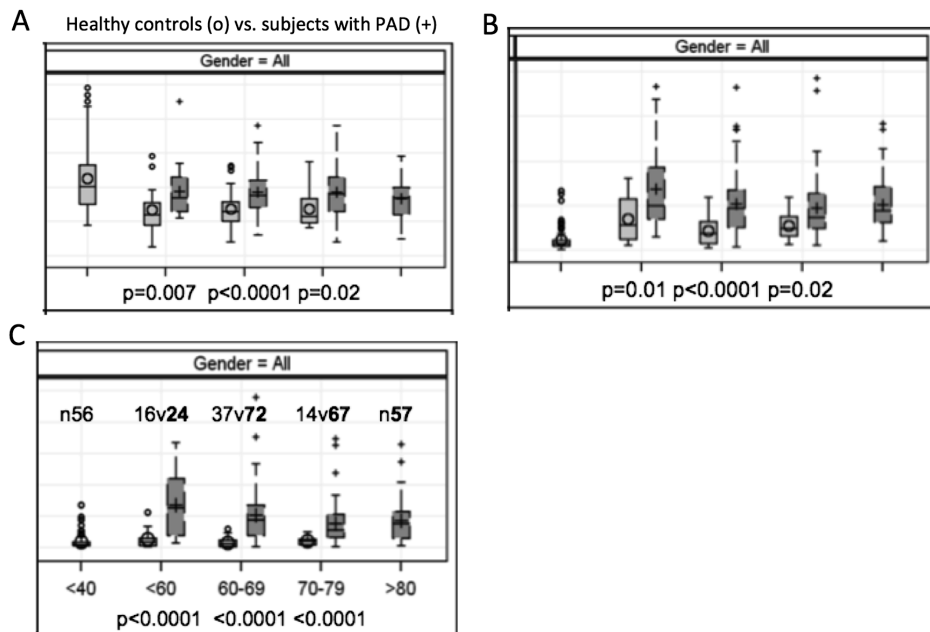 A
Healthy controls (o) vs. subjects with PAD (+)
Gender = All
p=0.007 p<0.0001 p=0.02
B
Gender = All
p=0.01 p<0.0001 p=0.02
C
Gender = All
n56 16v24 37v72 14v67 n57
<40 <60 60-69 70-79 >80
p<0.0001 <0.0001 <0.0001